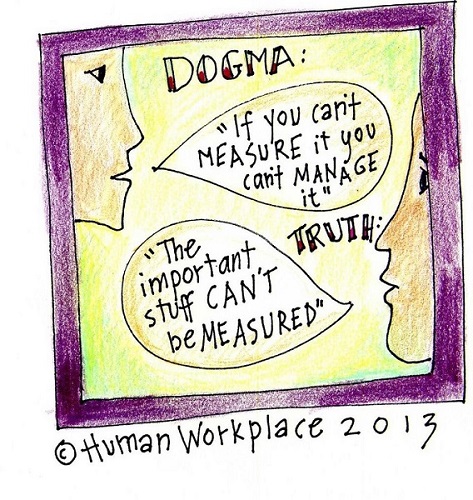 DOGMA:
"If you can't
MEASURE it you
can't MANAGE
it"
TRUTH:
"The
important
stuff CAN'T
be MEASURED"
© Human Workplace 2013